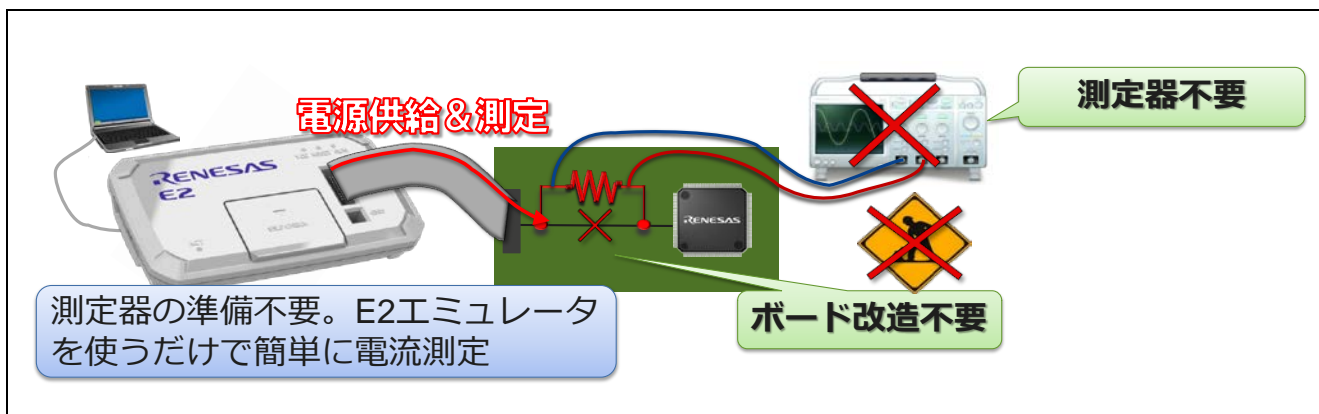 電源供給&測定
測定器不要
RENESAS
E2
RENESAS
ボード改造不要
測定器の準備不要。E2エミュレータ
を使うだけで簡単に電流測定